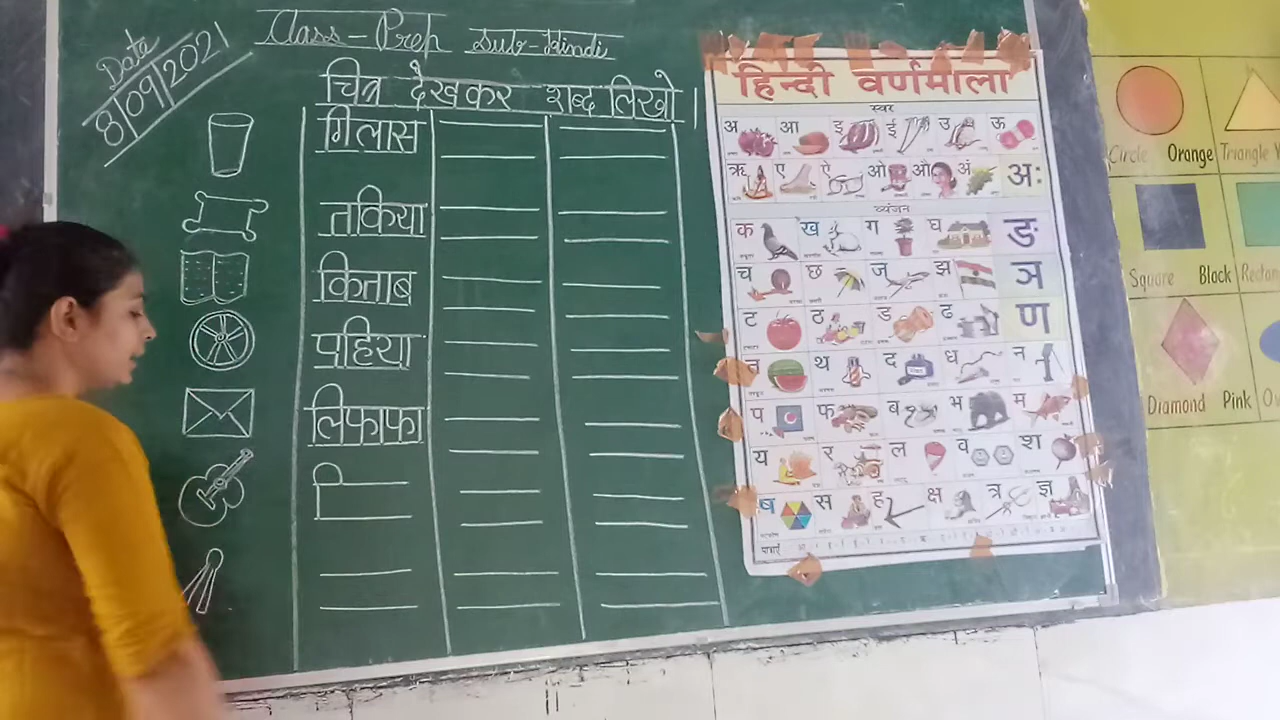 Date
8/09/2021
Class-Prep Sub-Hindi
चित्र देखकर शब्द लिखो ।
गिलास
तकिया
किताब
पहिया
लिफाफा
हिन्दी वर्णमाला
स्वर
अ आ इ ई उ ऊ
ऋ ए ऐ ओ औ अं अः
व्यंजन
क ख ग घ ङ
च छ ज झ ञ
ट ठ ड ढ ण
त थ द ध न
प फ ब भ म
य र ल व श
ष स ह क्ष त्र ज्ञ
मात्राएँ
Circle Orange Triangle
Square Black
Diamond Pink